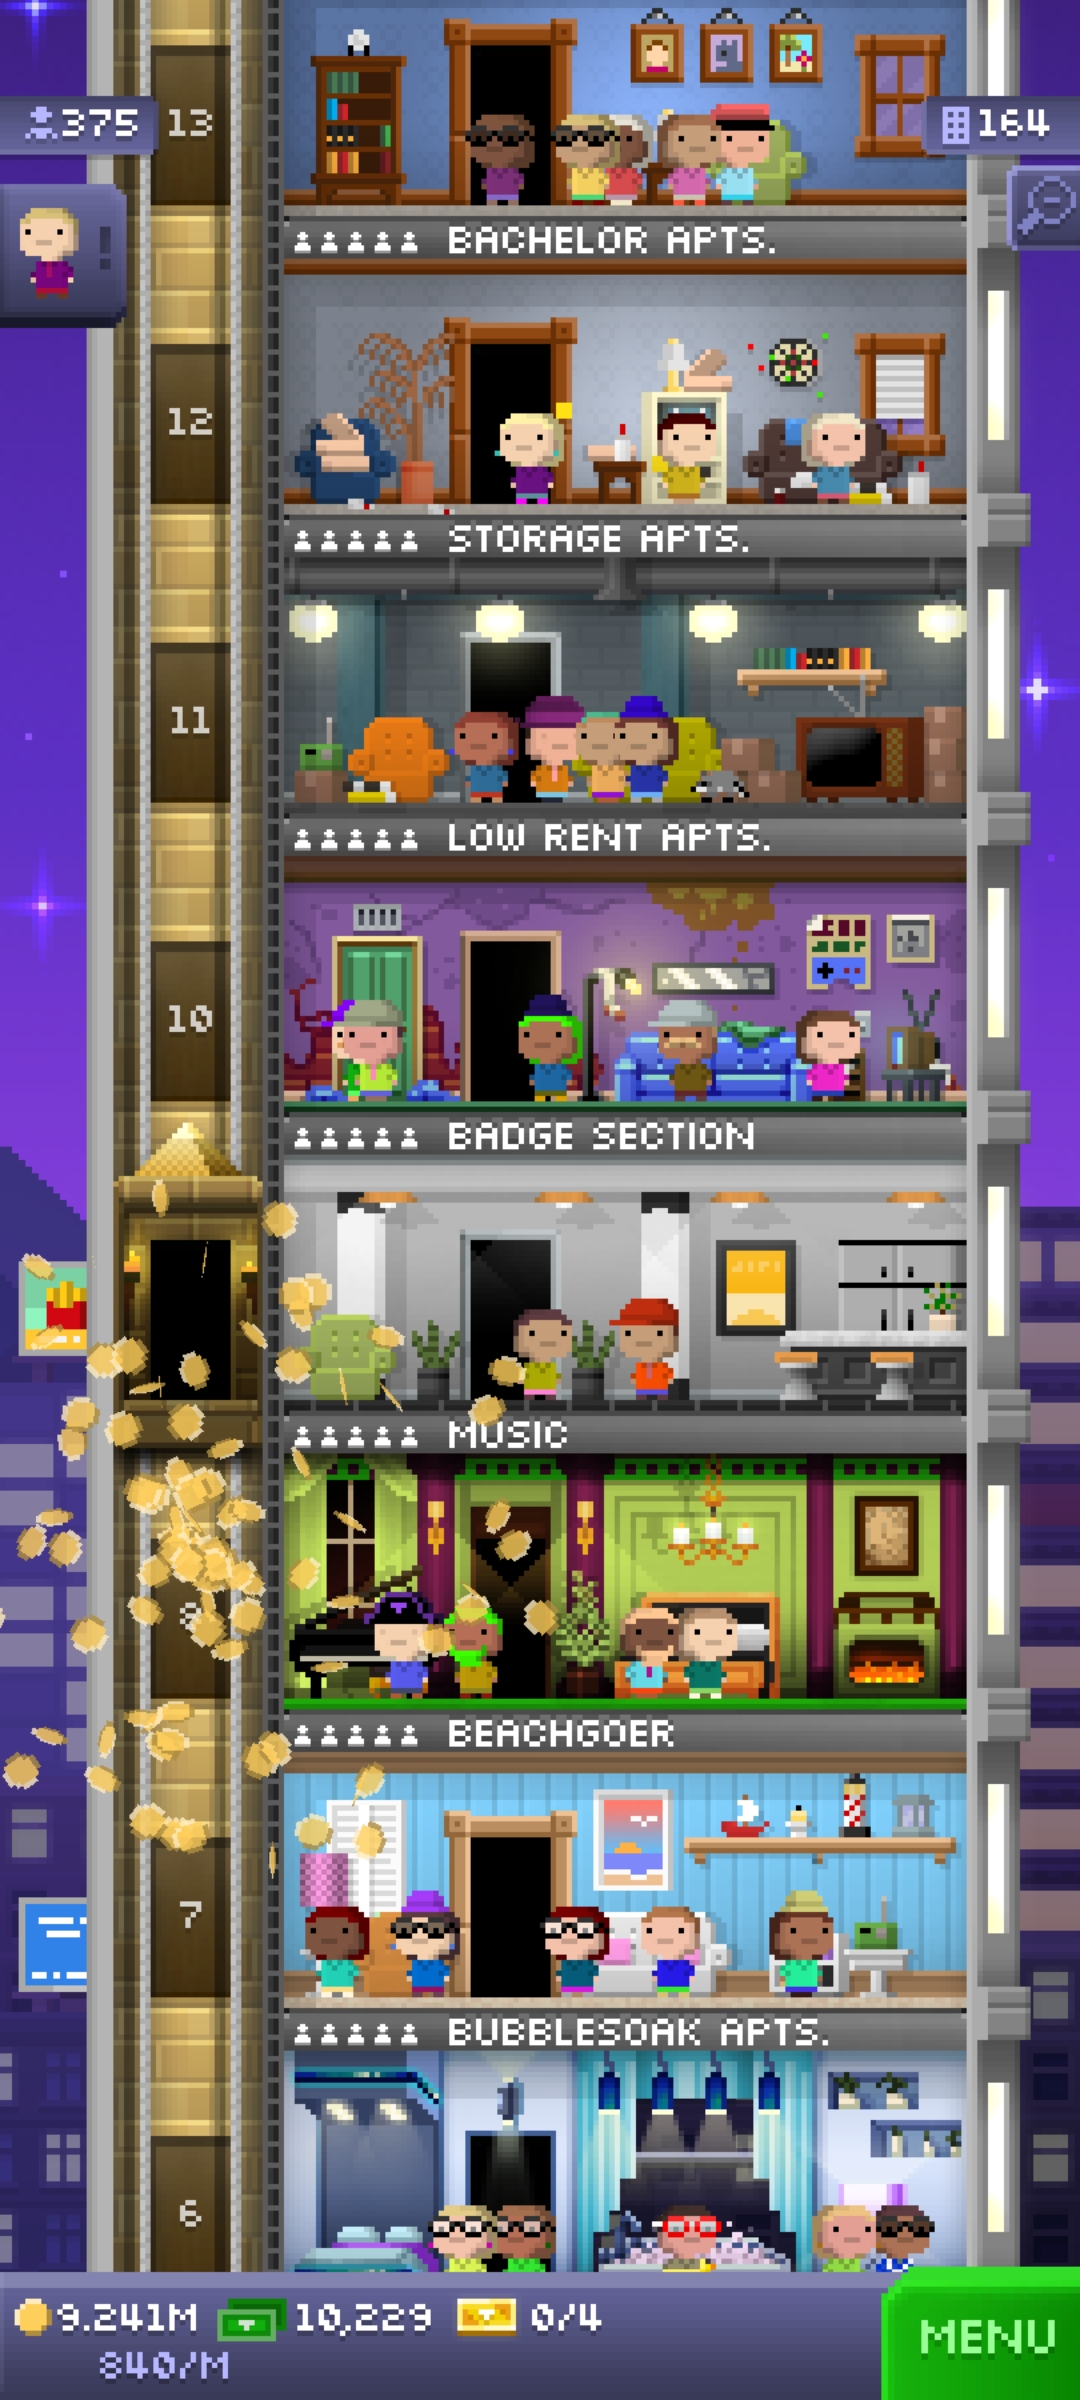 375
13
164
BACHELOR APTS.
12
STORAGE APTS.
11
LOW RENT APTS.
10
BADGE SECTION
MUSIC
8
BEACHGOER
7
BUBBLESOAK APTS.
6
9.241M 10,229 0/4
840/M
MENU